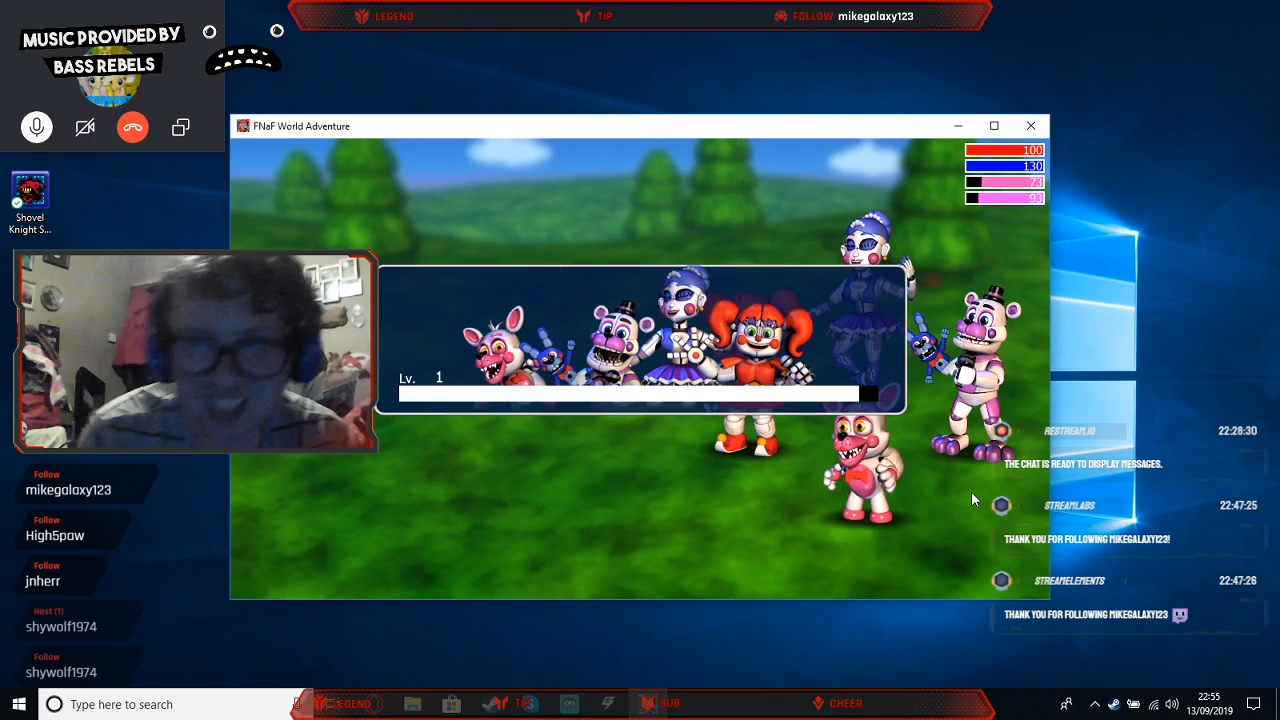 LEGEND
TIP
FOLLOW mikegalaxy123
MUSIC PROVIDED BY
BASS REBELS
FNaF World Adventure
100
130
73
93
Shovel
Knight S...
Lv. 1
RESTREAM.IO 22:28:30
THE CHAT IS READY TO DISPLAY MESSAGES.
STREAMLABS 22:47:25
THANK YOU FOR FOLLOWING MIKEGALAXY123!
STREAMELEMENTS 22:47:26
THANK YOU FOR FOLLOWING MIKEGALAXY123
Follow
mikegalaxy123
Follow
High5paw
Follow
jnherr
Host (1)
shywolf1974
Follow
shywolf1974
Type here to search
LEGEND
TIP
SUB
CHEER
22:55
13/09/2019